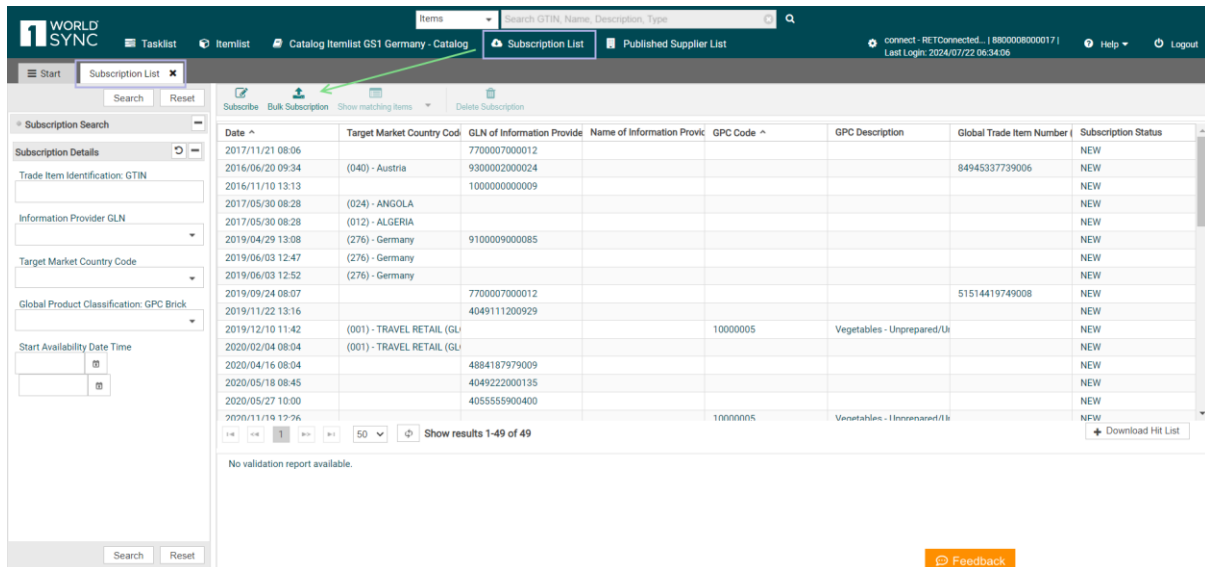 WORLD SYNC
Items
Search GTIN, Name, Description, Type
Tasklist
Itemlist
Catalog Itemlist GS1 Germany - Catalog
Subscription List
Published Supplier List
connect - RETConnected... | 8800008000017 |
Last Login: 2024/07/22 06:34:06
Help
Logout
Start
Subscription List
Search Reset
Subscription Search
Subscription Details
Trade Item Identification: GTIN
Information Provider GLN
Target Market Country Code
Global Product Classification: GPC Brick
Start Availability Date Time
Search Reset
Subscribe Bulk Subscription Show matching items Delete Subscription
Date Target Market Country Code GLN of Information Provide Name of Information Provic GPC Code GPC Description Global Trade Item Number ( Subscription Status
2017/11/21 08:06 7700007000012 NEW
2016/06/20 09:34 (040) - Austria 9300002000024 84945337739006 NEW
2016/11/10 13:13 1000000000009 NEW
2017/05/30 08:28 (024) - ANGOLA NEW
2017/05/30 08:28 (012) - ALGERIA NEW
2019/04/29 13:08 (276) - Germany 9100009000085 NEW
2019/06/03 12:47 (276) - Germany NEW
2019/06/03 12:52 (276) - Germany NEW
2019/09/24 08:07 7700007000012 51514419749008 NEW
2019/11/22 13:16 4049111200929 NEW
2019/12/10 11:42 (001) - TRAVEL RETAIL (GL 10000005 Vegetables - Unprepared/U NEW
2020/02/04 08:04 (001) - TRAVEL RETAIL (GL NEW
2020/04/16 08:04 4884187979009 NEW
2020/05/18 08:45 4049222000135 NEW
2020/05/27 10:00 4055555900400 NEW
2020/11/19 12:26 10000005 Vegetables - Unprepared/U NEW
1 50 Show results 1-49 of 49
Download Hit List
No validation report available.
Feedback